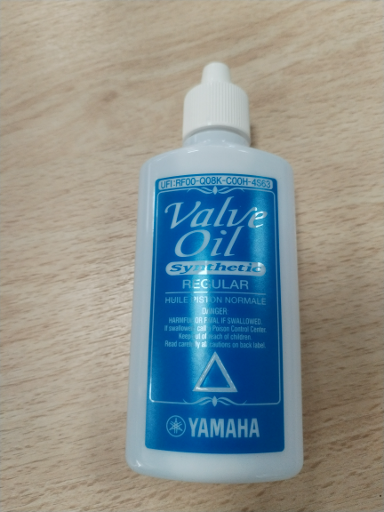 UFI:RF00-Q08K-C00H-4S63
Valve
Oil
Synthetic
REGULAR
HUILE PISTON NORMALE
DANGER
HARMFUL OR FATAL IF SWALLOWED.
If swallowed, call a Poison Control Center.
Keep out of reach of children.
Read carefully all cautions on back label.
YAMAHA